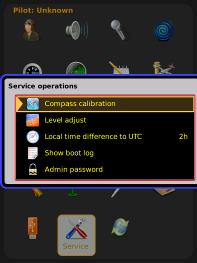 Pilot: Unknown
Service operations
Compass calibration
Level adjust
Local time difference to UTC 2h
Show boot log
Admin password
Service